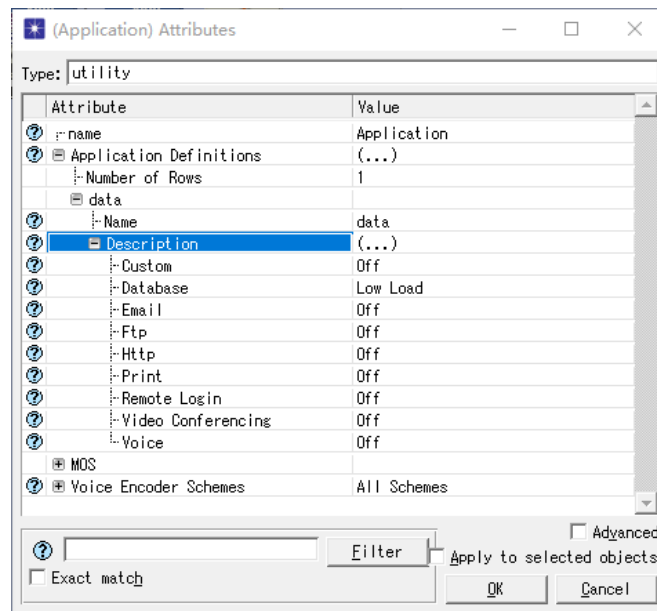 (Application) Attributes
Type: utility
Attribute Value
name Application
Application Definitions (...)
Number of Rows 1
data
Name data
Description (...)
Custom Off
Database Low Load
Email Off
Ftp Off
Http Off
Print Off
Remote Login Off
Video Conferencing Off
Voice Off
MOS
Voice Encoder Schemes All Schemes
Advanced
Filter
Apply to selected objects
Exact match
OK Cancel